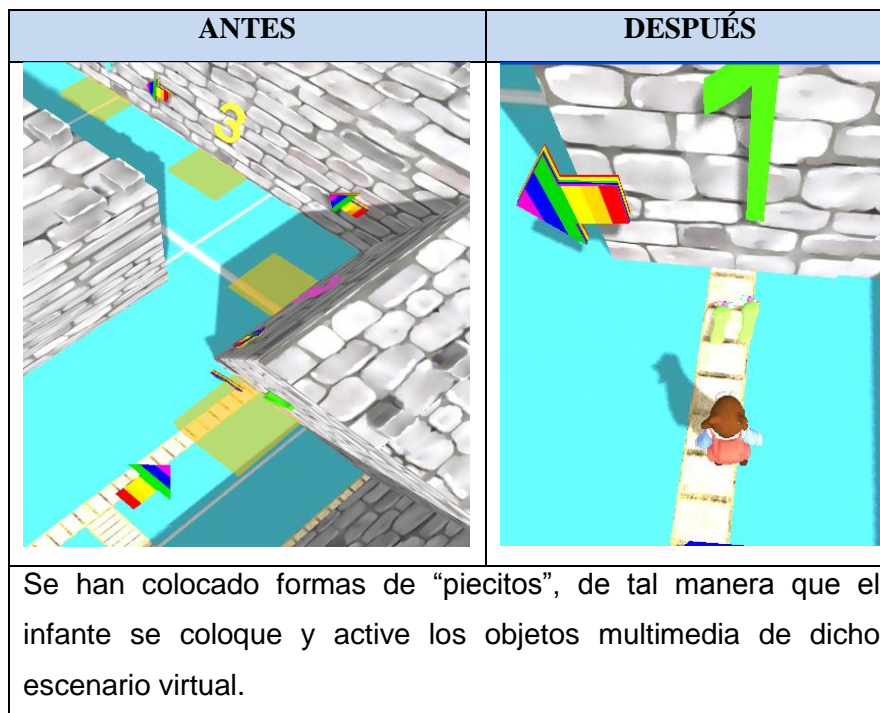 ANTES
DESPUÉS
3
1
Se han colocado formas de “piecitos”, de tal manera que el
infante se coloque y active los objetos multimedia de dicho
escenario virtual.